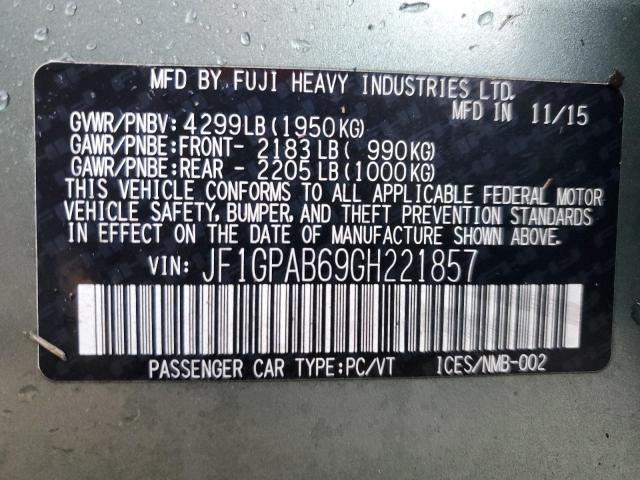 MFD BY FUJI HEAVY INDUSTRIES LTD.
MFD IN 11/15
GVWR/PNBV: 4299LB (1950KG)
GAWR/PNBE: FRONT- 2183 LB ( 990KG)
GAWR/PNBE: REAR - 2205 LB (1000KG)
THIS VEHICLE CONFORMS TO ALL APPLICABLE FEDERAL MOTOR
VEHICLE SAFETY, BUMPER, AND THEFT PREVENTION STANDARDS
IN EFFECT ON THE DATE OF MANUFACTURE SHOWN ABOVE.
VIN: JF1GPAB69GH221857
PASSENGER CAR TYPE:PC/VT ICES/NMB-002